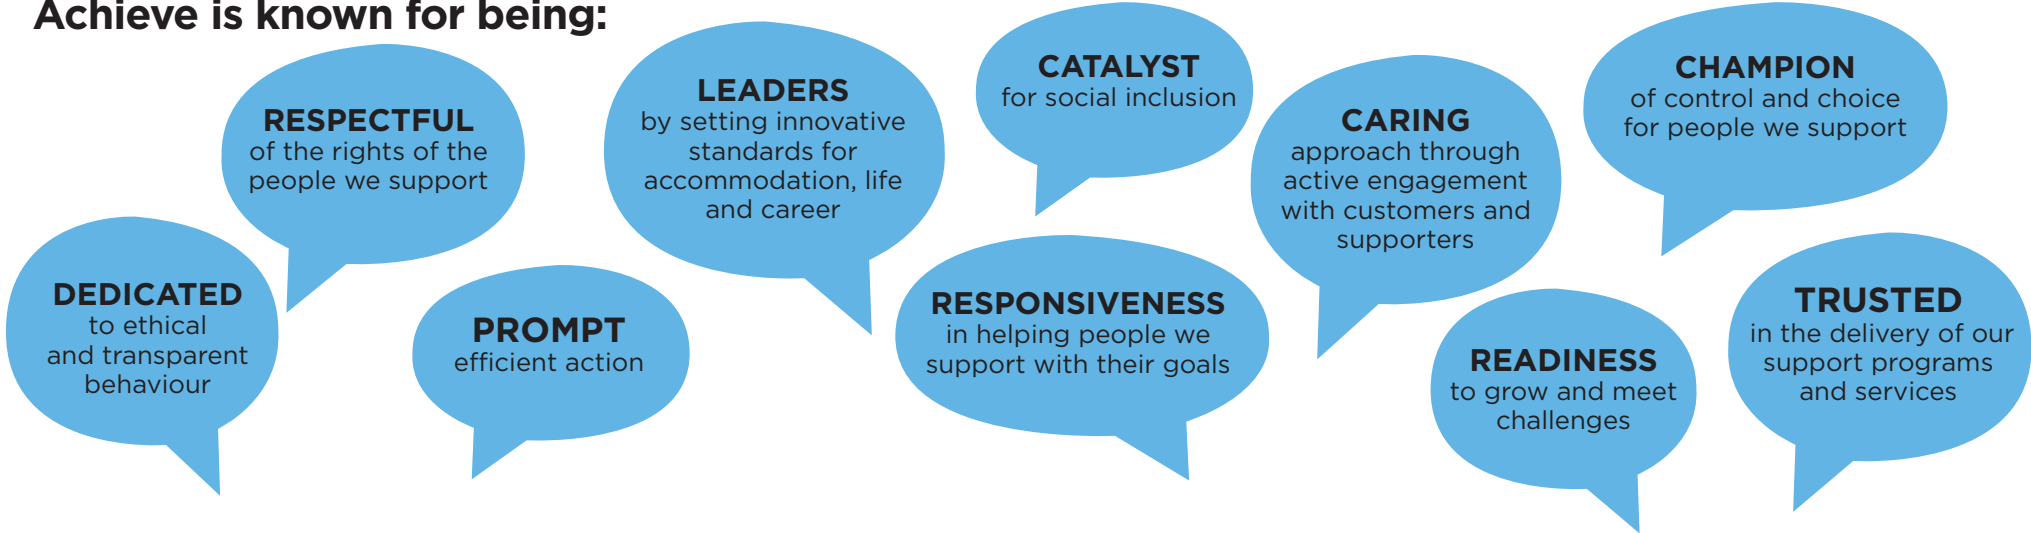 Achieve is known for being:
DEDICATED
to ethical
and transparent
behaviour
RESPECTFUL
of the rights of the
people we support
PROMPT
efficient action
LEADERS
by setting innovative
standards for
accommodation, life
and career
CATALYST
for social inclusion
RESPONSIVENESS
in helping people we
support with their goals
CARING
approach through
active engagement
with customers and
supporters
READINESS
to grow and meet
challenges
CHAMPION
of control and choice
for people we support
TRUSTED
in the delivery of our
support programs
and services